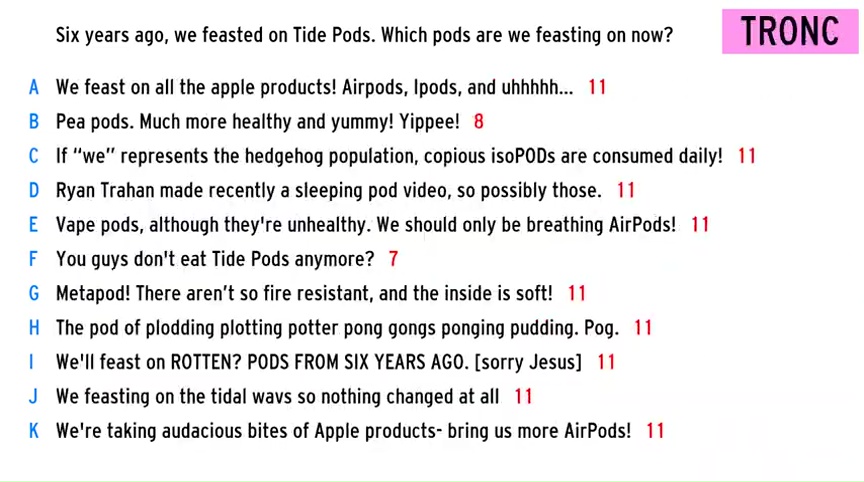 Six years ago, we feasted on Tide Pods. Which pods are we feasting on now?
TRONC
A We feast on all the apple products! Airpods, Ipods, and uhhhhh... 11
B Pea pods. Much more healthy and yummy! Yippee! 8
C If “we” represents the hedgehog population, copious isoPODs are consumed daily! 11
D Ryan Trahan made recently a sleeping pod video, so possibly those. 11
E Vape pods, although they're unhealthy. We should only be breathing AirPods! 11
F You guys don't eat Tide Pods anymore? 7
G Metapod! There aren’t so fire resistant, and the inside is soft! 11
H The pod of plodding plotting potter pong gongs ponging pudding. Pog. 11
I We'll feast on ROTTEN? PODS FROM SIX YEARS AGO. [sorry Jesus] 11
J We feasting on the tidal wavs so nothing changed at all 11
K We're taking audacious bites of Apple products- bring us more AirPods! 11